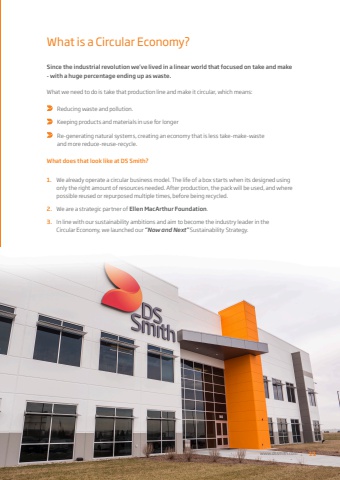 What is a Circular Economy?
Since the industrial revolution we've lived in a linear world that focused on take and make
- with a huge percentage ending up as waste.
What we need to do is take that production line and make it circular, which means:
Reducing waste and pollution.
Keeping products and materials in use for longer
Re-generating natural systems, creating an economy that is less take-make-waste
and more reduce-reuse-recycle.
What does that look like at DS Smith?
1. We already operate a circular business model. The life of a box starts when its designed using
only the right amount of resources needed. After production, the pack will be used, and where
possible reused or repurposed multiple times, before being recycled.
2. We are a strategic partner of Ellen MacArthur Foundation.
3. In line with our sustainability ambitions and aim to become the industry leader in the
Circular Economy, we launched our "Now and Next" Sustainability Strategy.
DS
Smith